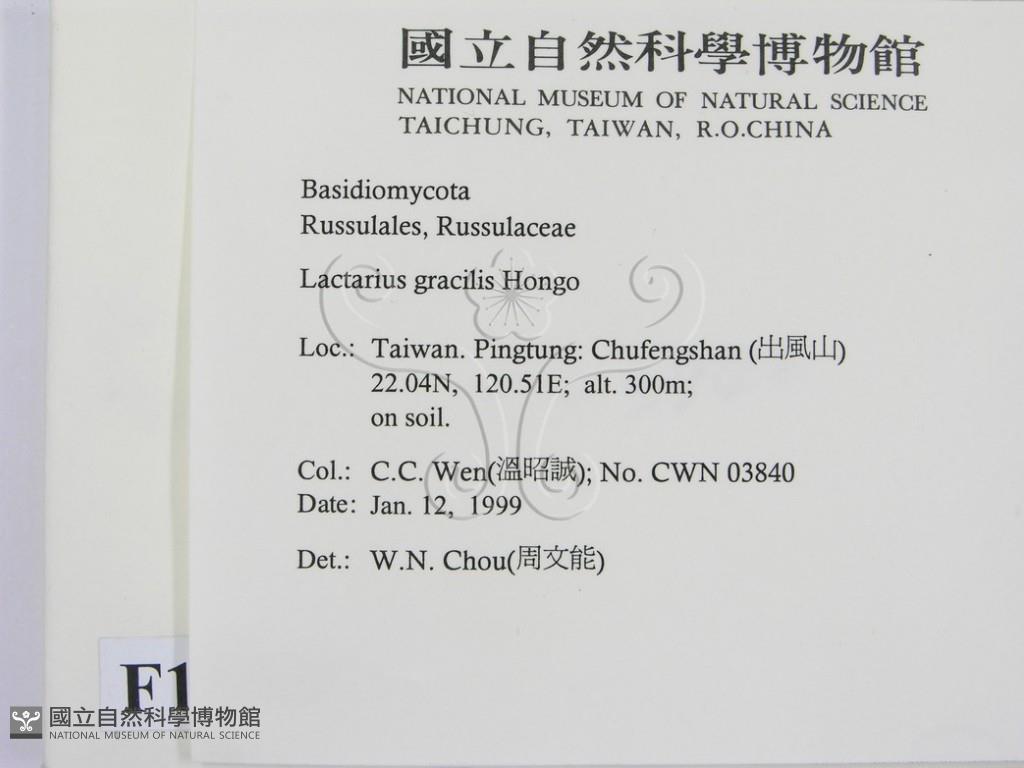 國立自然科學博物館
NATIONAL MUSEUM OF NATURAL SCIENCE
TAICHUNG, TAIWAN, R.O.CHINA
Basidiomycota
Russulales, Russulaceae
Lactarius gracilis Hongo
Loc.: Taiwan. Pingtung: Chufengshan (出風山)
22.04N, 120.51E; alt. 300m;
on soil.
Col.: C.C. Wen(溫昭誠); No. CWN 03840
Date: Jan. 12, 1999
Det.: W.N. Chou(周文能)
F1
國立自然科學博物館
NATIONAL MUSEUM OF NATURAL SCIENCE